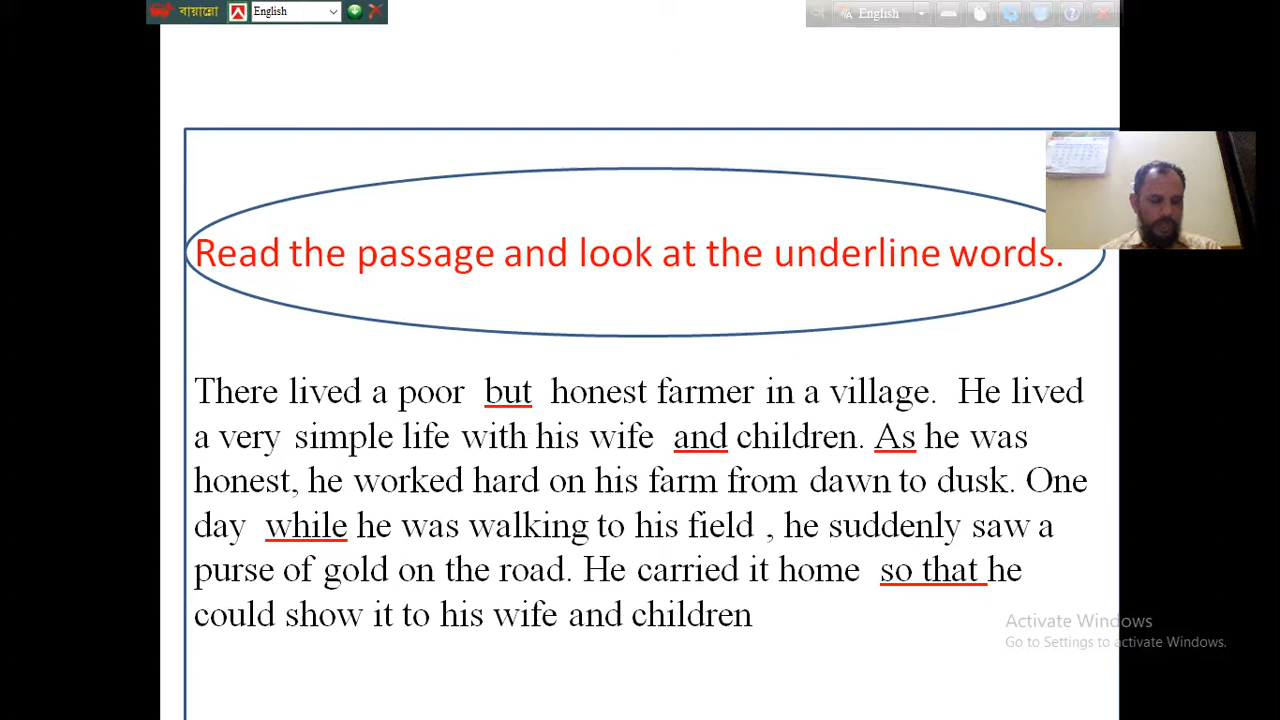 বায়ান্নো English English
Read the passage and look at the underline words.
There lived a poor but honest farmer in a village. He lived
a very simple life with his wife and children. As he was
honest, he worked hard on his farm from dawn to dusk. One
day while he was walking to his field , he suddenly saw a
purse of gold on the road. He carried it home so that he
could show it to his wife and children
Activate Windows
Go to Settings to activate Windows.